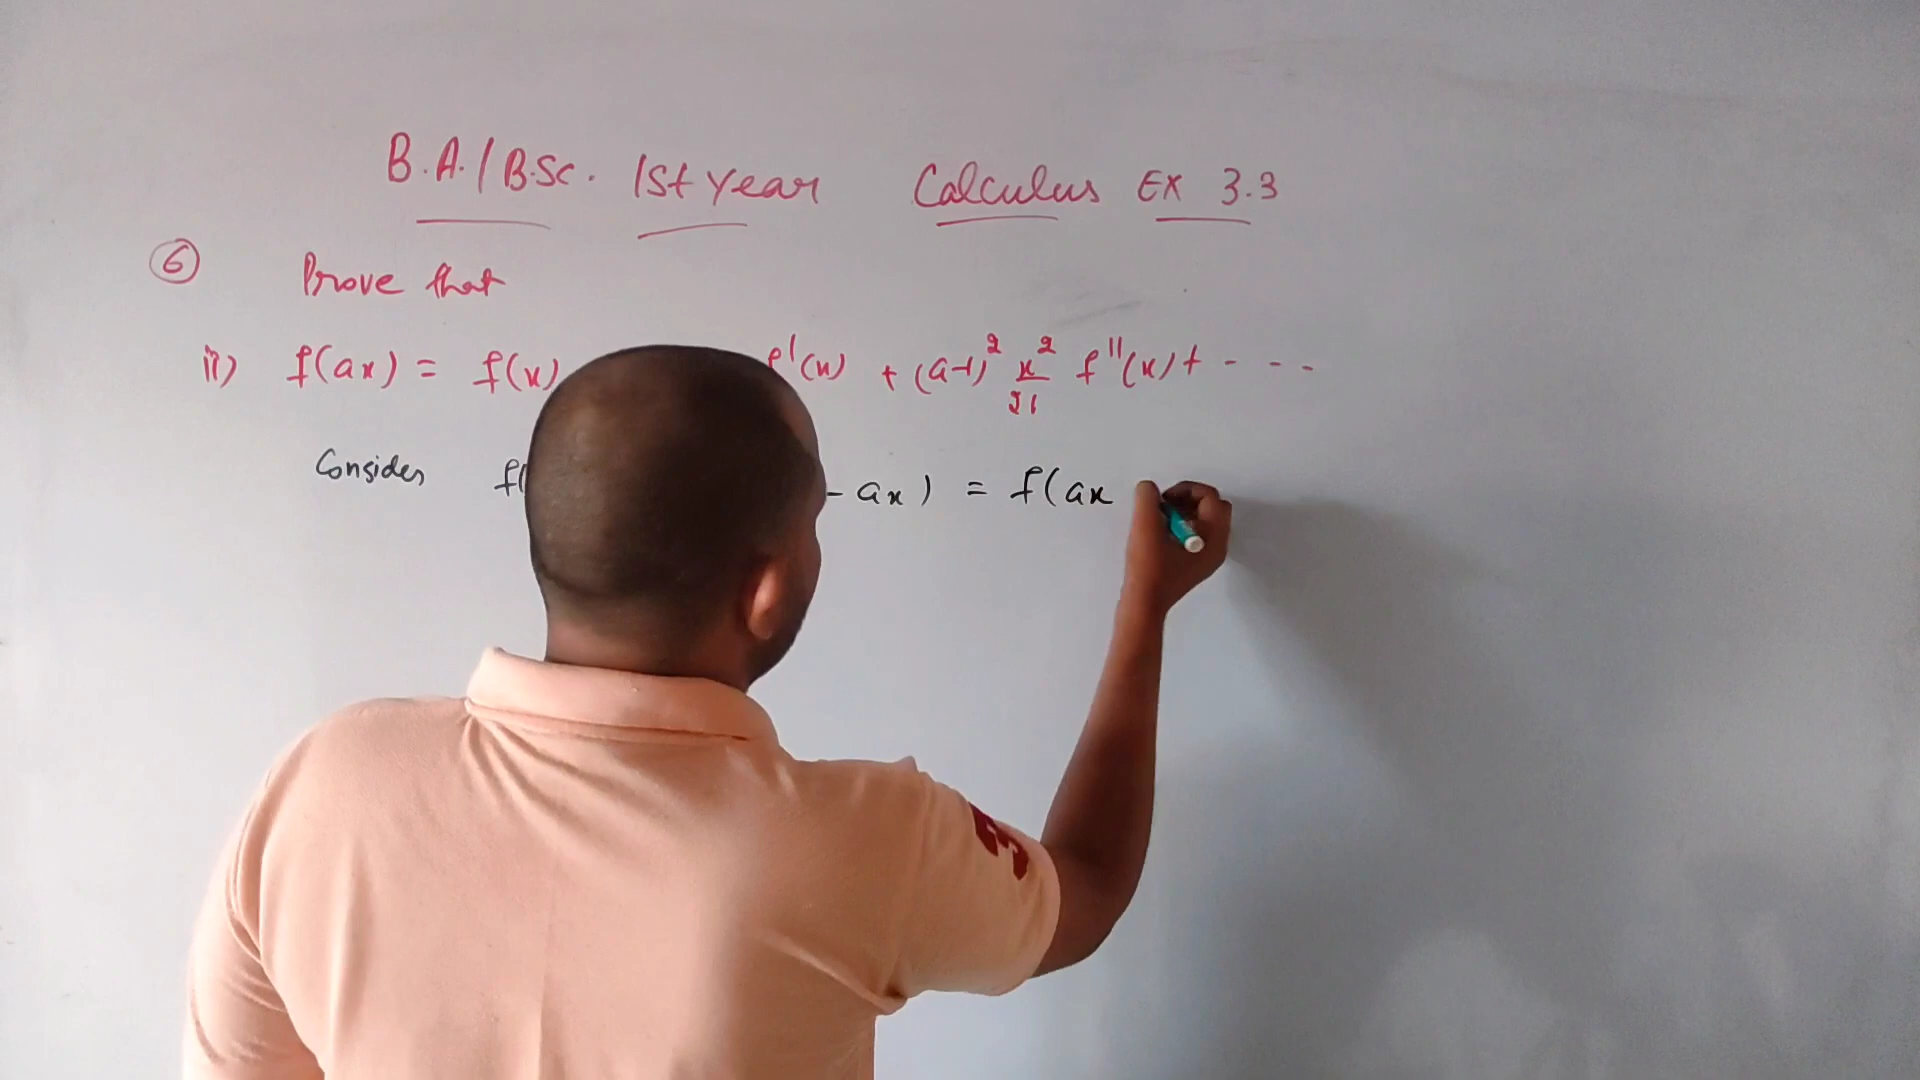 B.A./B.Sc. 1st year Calculus EX 3.3
6 Prove that
ii) f(ax) = f(x) f'(x) + (a-1)² x²/2! f''(x) + - - -
Consider f( - ax) = f(ax